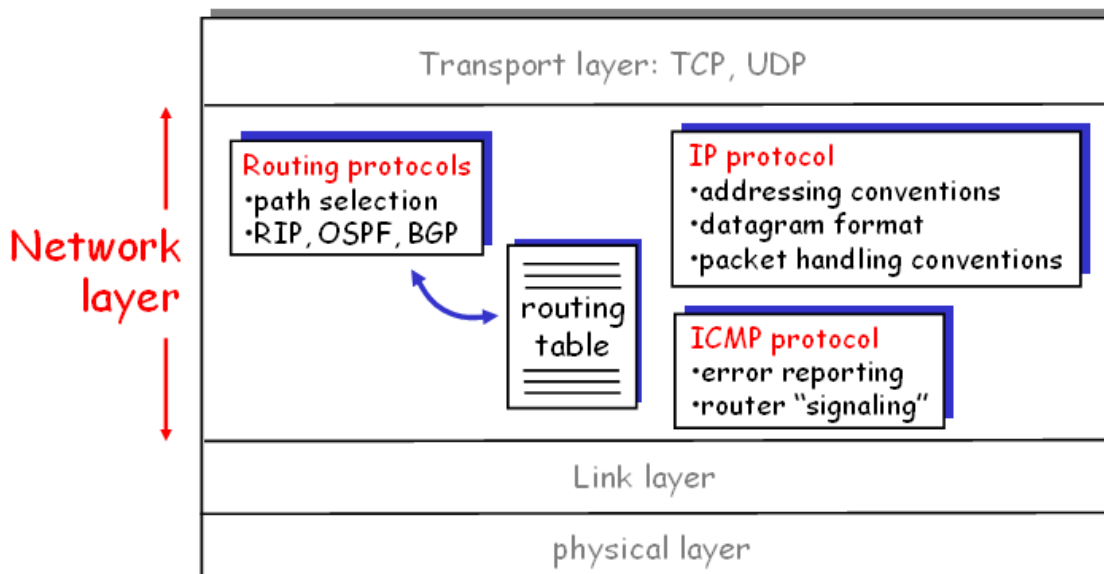 Transport layer: TCP, UDP
Network
layer
Routing protocols
•path selection
•RIP, OSPF, BGP
routing
table
IP protocol
•addressing conventions
•datagram format
•packet handling conventions
ICMP protocol
•error reporting
•router “signaling”
Link layer
physical layer